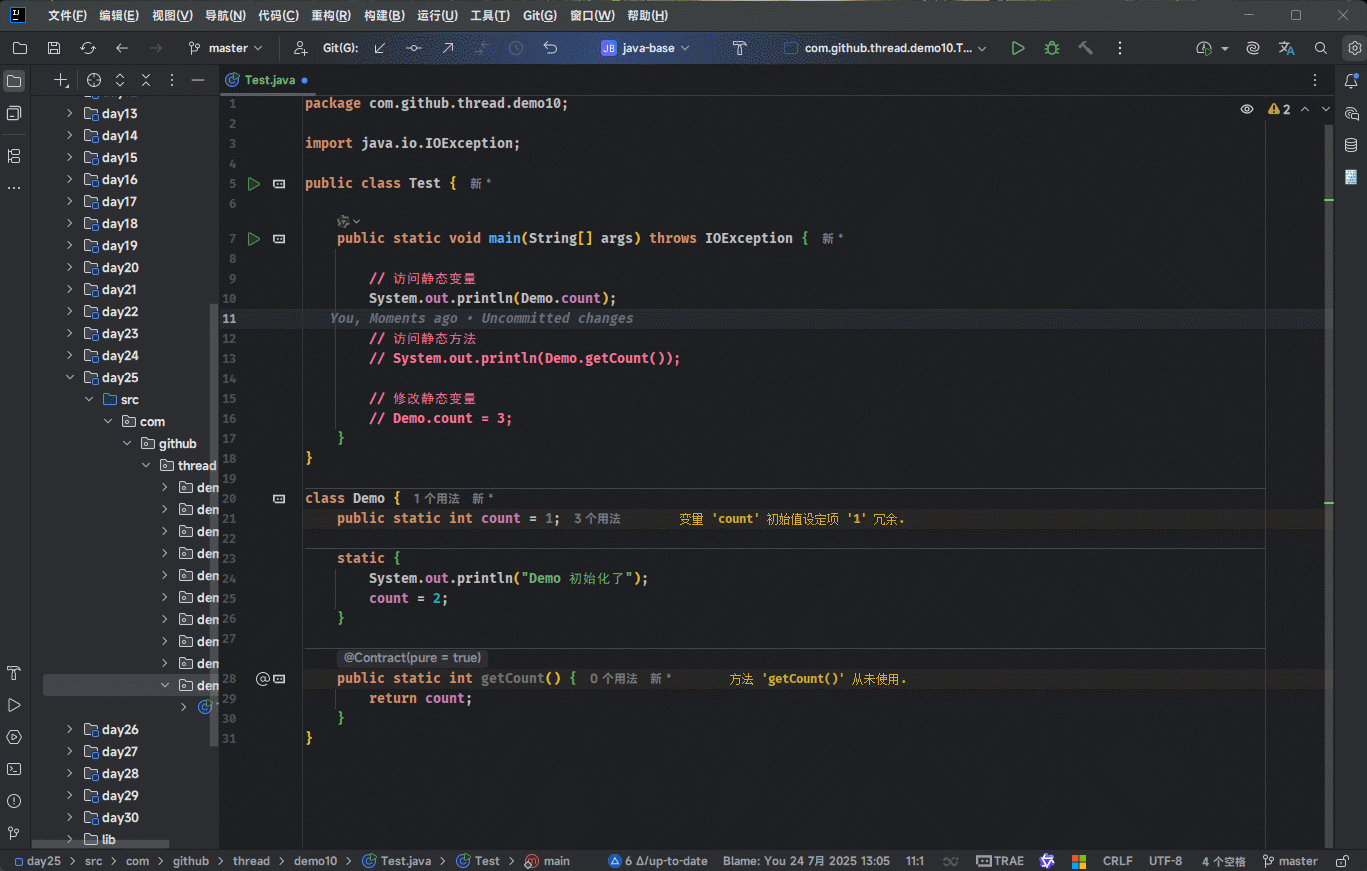 文件(F) 编辑(E) 视图(V) 导航(N) 代码(C) 重构(R) 构建(B) 运行(U) 工具(T) Git(G) 窗口(W) 帮助(H)
master Git(G): JB java-base com.github.thread.demo10.T...
Test.java
day13
day14
day15
day16
day17
day18
day19
day20
day21
day22
day23
day24
day25
src
com
github
thread
den
den
den
den
den
den
den
den
den
den
day26
day27
day28
day29
day30
lib
2
1 package com.github.thread.demo10;
2
3 import java.io.IOException;
4
5 public class Test { 新 *
6
7 public static void main(String[] args) throws IOException { 新 *
8
9 // 访问静态变量
10 System.out.println(Demo.count);
11 You, Moments ago • Uncommitted changes
12 // 访问静态方法
13 // System.out.println(Demo.getCount());
14
15 // 修改静态变量
16 // Demo.count = 3;
17 }
18 }
19
20 class Demo { 1 个用法 新 *
21 public static int count = 1; 3 个用法 变量 'count' 初始值设定项 '1' 冗余.
22
23 static {
24 System.out.println("Demo 初始化了");
25 count = 2;
26 }
27
@Contract(pure = true)
28 public static int getCount() { 0 个用法 新 * 方法 'getCount()' 从未使用.
29 return count;
30 }
31 }
day25 > src > com > github > thread > demo10 > Test.java > Test > main 6 Δ/up-to-date Blame: You 24 7月 2025 13:05 11:1 TRAE CRLF UTF-8 4 个空格 master